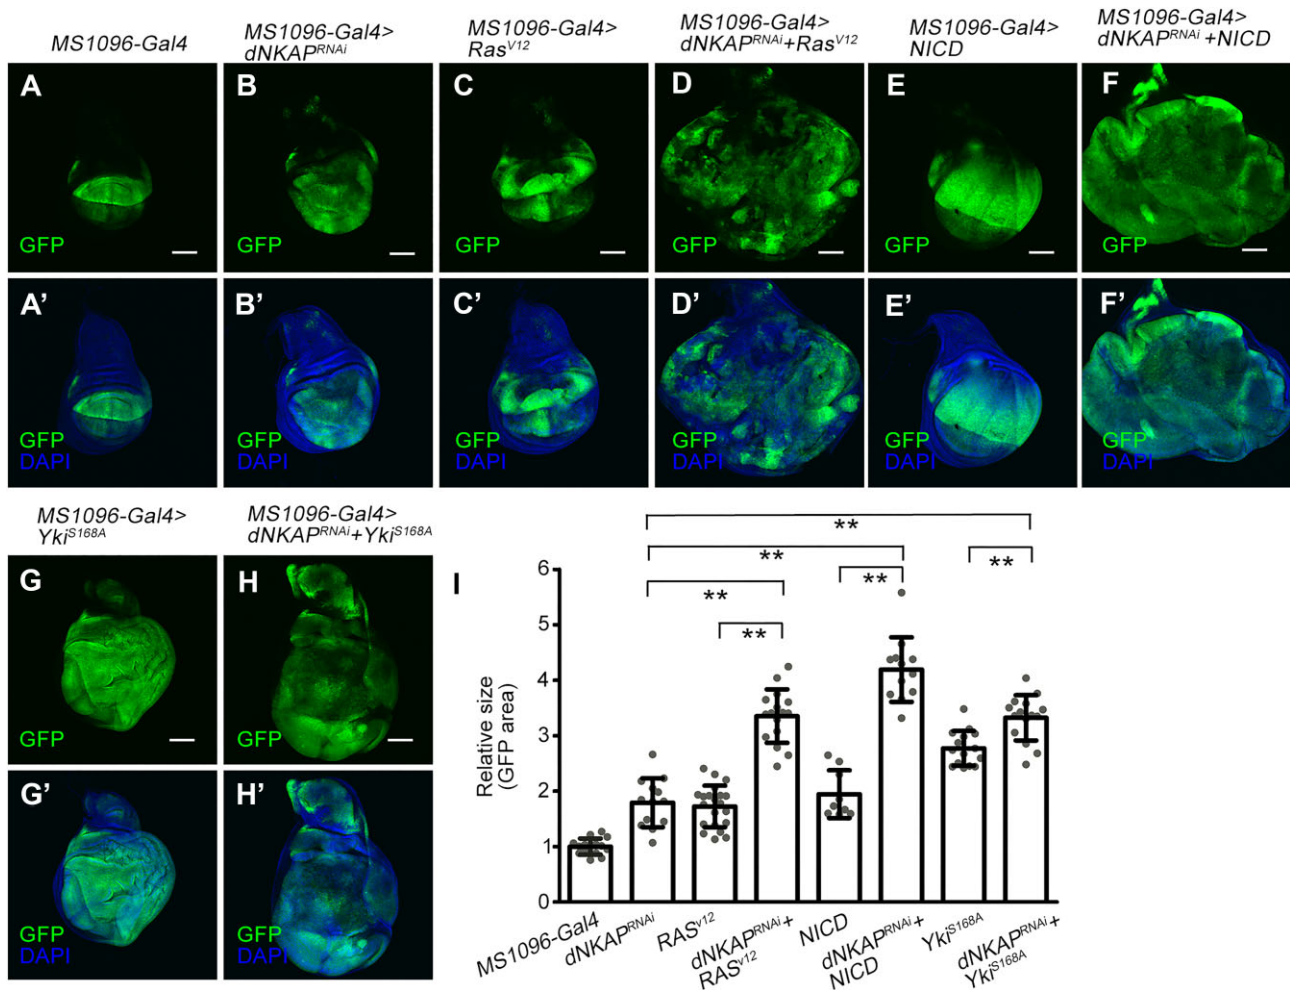 MS1096-Gal4
MS1096-Gal4>
dNKAP^RNAi
MS1096-Gal4>
Ras^V12
MS1096-Gal4>
dNKAP^RNAi+Ras^V12
MS1096-Gal4>
NICD
MS1096-Gal4>
dNKAP^RNAi +NICD
A
GFP
B
GFP
C
GFP
D
GFP
E
GFP
F
GFP
A'
GFP
DAPI
B'
GFP
DAPI
C'
GFP
DAPI
D'
GFP
DAPI
E'
GFP
DAPI
F'
GFP
DAPI
MS1096-Gal4>
Yki^S168A
MS1096-Gal4>
dNKAP^RNAi+Yki^S168A
G
GFP
H
GFP
G'
GFP
DAPI
H'
GFP
DAPI
I
**
**
**
**
**
**
Relative size
(GFP area)
6
5
4
3
2
1
0
MS1096-Gal4
dNKAP^RNAi
RAS^v12
dNKAP^RNAi+
RAS^v12
NICD
dNKAP^RNAi+
NICD
Yki^S168A
dNKAP^RNAi+
Yki^S168A